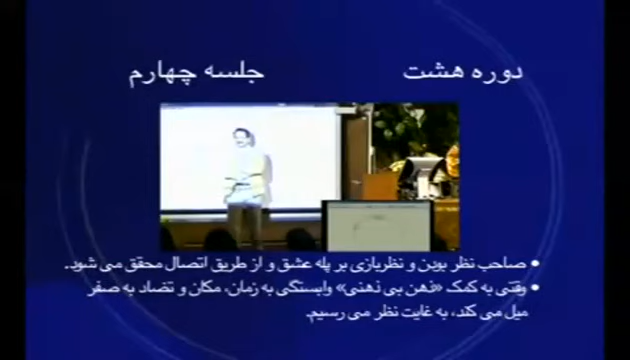 دوره هشت
جلسه چهارم
• صاحب نظر بودن و نظربازی بر پله عشق و از طریق اتصال محقق می شود.
• وقتی به کمک «ذهن بی ذهنی» وابستگی به زمان، مکان و تضاد به صفر
میل می کند، به غایت نظر می رسیم.